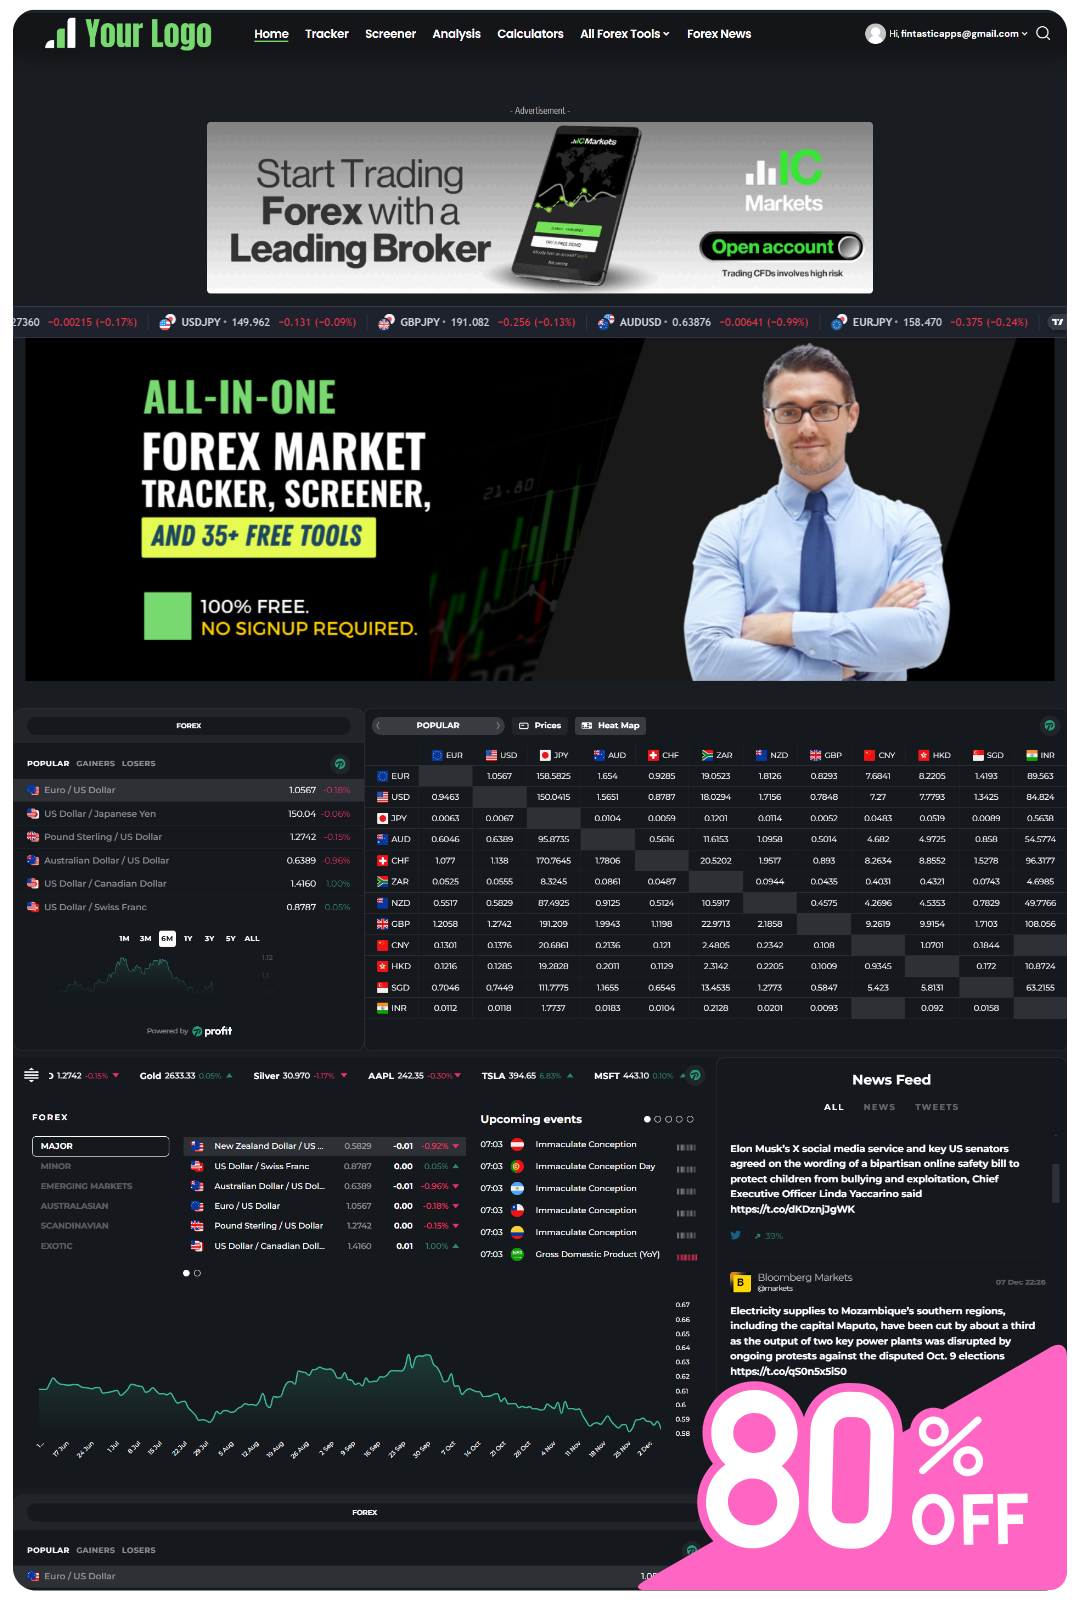 Your Logo
Home Tracker Screener Analysis Calculators All Forex Tools Forex News
Hi, fintasticapps@gmail.com
- Advertisement -
Start Trading
Forex with a
Leading Broker
IC Markets
IC
Markets
Open account
Trading CFDs involves high risk
27360 −0.00215 (−0.17%) USDJPY • 149.962 −0.131 (−0.09%) GBPJPY • 191.082 −0.256 (−0.13%) AUDUSD • 0.63876 −0.00641 (−0.99%) EURJPY • 158.470 −0.375 (−0.24%)
ALL-IN-ONE
FOREX MARKET
TRACKER, SCREENER,
AND 35+ FREE TOOLS
100% FREE.
NO SIGNUP REQUIRED.
21.80
FOREX
POPULAR GAINERS LOSERS
Euro / US Dollar 1.0567 -0.18%
US Dollar / Japanese Yen 150.04 -0.06%
Pound Sterling / US Dollar 1.2742 -0.15%
Australian Dollar / US Dollar 0.6389 -0.96%
US Dollar / Canadian Dollar 1.4160 1.00%
US Dollar / Swiss Franc 0.8787 0.05%
1M 3M 6M 1Y 3Y 5Y ALL
1.12
1.1
Powered by profit
POPULAR Prices Heat Map
EUR USD JPY AUD CHF ZAR NZD GBP CNY HKD SGD INR
EUR 1.0567 158.5825 1.654 0.9285 19.0523 1.8126 0.8293 7.6841 8.2205 1.4193 89.563
USD 0.9463 150.0415 1.5651 0.8787 18.0294 1.7156 0.7848 7.27 7.7793 1.3425 84.824
JPY 0.0063 0.0067 0.0104 0.0059 0.1201 0.0114 0.0052 0.0483 0.0519 0.0089 0.5638
AUD 0.6046 0.6389 95.8735 0.5616 11.6153 1.0958 0.5014 4.682 4.9725 0.858 54.5774
CHF 1.077 1.138 170.7645 1.7806 20.5202 1.9517 0.893 8.2634 8.8552 1.5278 96.3177
ZAR 0.0525 0.0555 8.3245 0.0861 0.0487 0.0944 0.0435 0.4031 0.4321 0.0743 4.6985
NZD 0.5517 0.5829 87.4925 0.9125 0.5124 10.5917 0.4575 4.2696 4.5353 0.7829 49.7766
GBP 1.2058 1.2742 191.209 1.9943 1.1198 22.9713 2.1858 9.2619 9.9154 1.7103 108.056
CNY 0.1301 0.1376 20.6861 0.2136 0.121 2.4805 0.2342 0.108 1.0701 0.1844
HKD 0.1216 0.1285 19.2828 0.2011 0.1129 2.3142 0.2205 0.1009 0.9345 0.172 10.8724
SGD 0.7046 0.7449 111.7775 1.1655 0.6545 13.4535 1.2773 0.5847 5.423 5.8131 63.2155
INR 0.0112 0.0118 1.7737 0.0183 0.0104 0.2128 0.0201 0.0093 0.092 0.0158
1.2742 -0.15% Gold 2633.33 0.05% Silver 30.970 -1.17% AAPL 242.35 -0.30% TSLA 394.65 6.83% MSFT 443.10 0.10%
FOREX
MAJOR
MINOR
EMERGING MARKETS
AUSTRALASIAN
SCANDINAVIAN
EXOTIC
New Zealand Dollar / US ... 0.5829 -0.01 -0.92%
US Dollar / Swiss Franc 0.8787 0.00 0.05%
Australian Dollar / US Dol... 0.6389 -0.01 -0.96%
Euro / US Dollar 1.0567 0.00 -0.18%
Pound Sterling / US Dollar 1.2742 0.00 -0.15%
US Dollar / Canadian Doll... 1.4160 0.01 1.00%
Upcoming events
07:03 Immaculate Conception
07:03 Immaculate Conception Day
07:03 Immaculate Conception
07:03 Immaculate Conception
07:03 Immaculate Conception
07:03 Gross Domestic Product (YoY)
0.67
0.66
0.65
0.64
0.63
0.62
0.61
0.6
0.59
0.58
1... 17 Jun 24 Jun 1 Jul 8 Jul 15 Jul 22 Jul 29 Jul 5 Aug 12 Aug 19 Aug 26 Aug 2 Sep 9 Sep 16 Sep 23 Sep 30 Sep 7 Oct 14 Oct 21 Oct 28 Oct 4 Nov 11 Nov 18 Nov 25 Nov 2 Dec
News Feed
ALL NEWS TWEETS
Elon Musk's X social media service and key US senators
agreed on the wording of a bipartisan online safety bill to
protect children from bullying and exploitation, Chief
Executive Officer Linda Yaccarino said
https://t.co/dKDznjJgWK
39%
B
Bloomberg Markets
@markets
07 Dec 22:26
Electricity supplies to Mozambique's southern regions,
including the capital Maputo, have been cut by about a third
as the output of two key power plants was disrupted by
ongoing protests against the disputed Oct. 9 elections
https://t.co/qS0n5x5iS0
FOREX
POPULAR GAINERS LOSERS
Euro / US Dollar
80% OFF